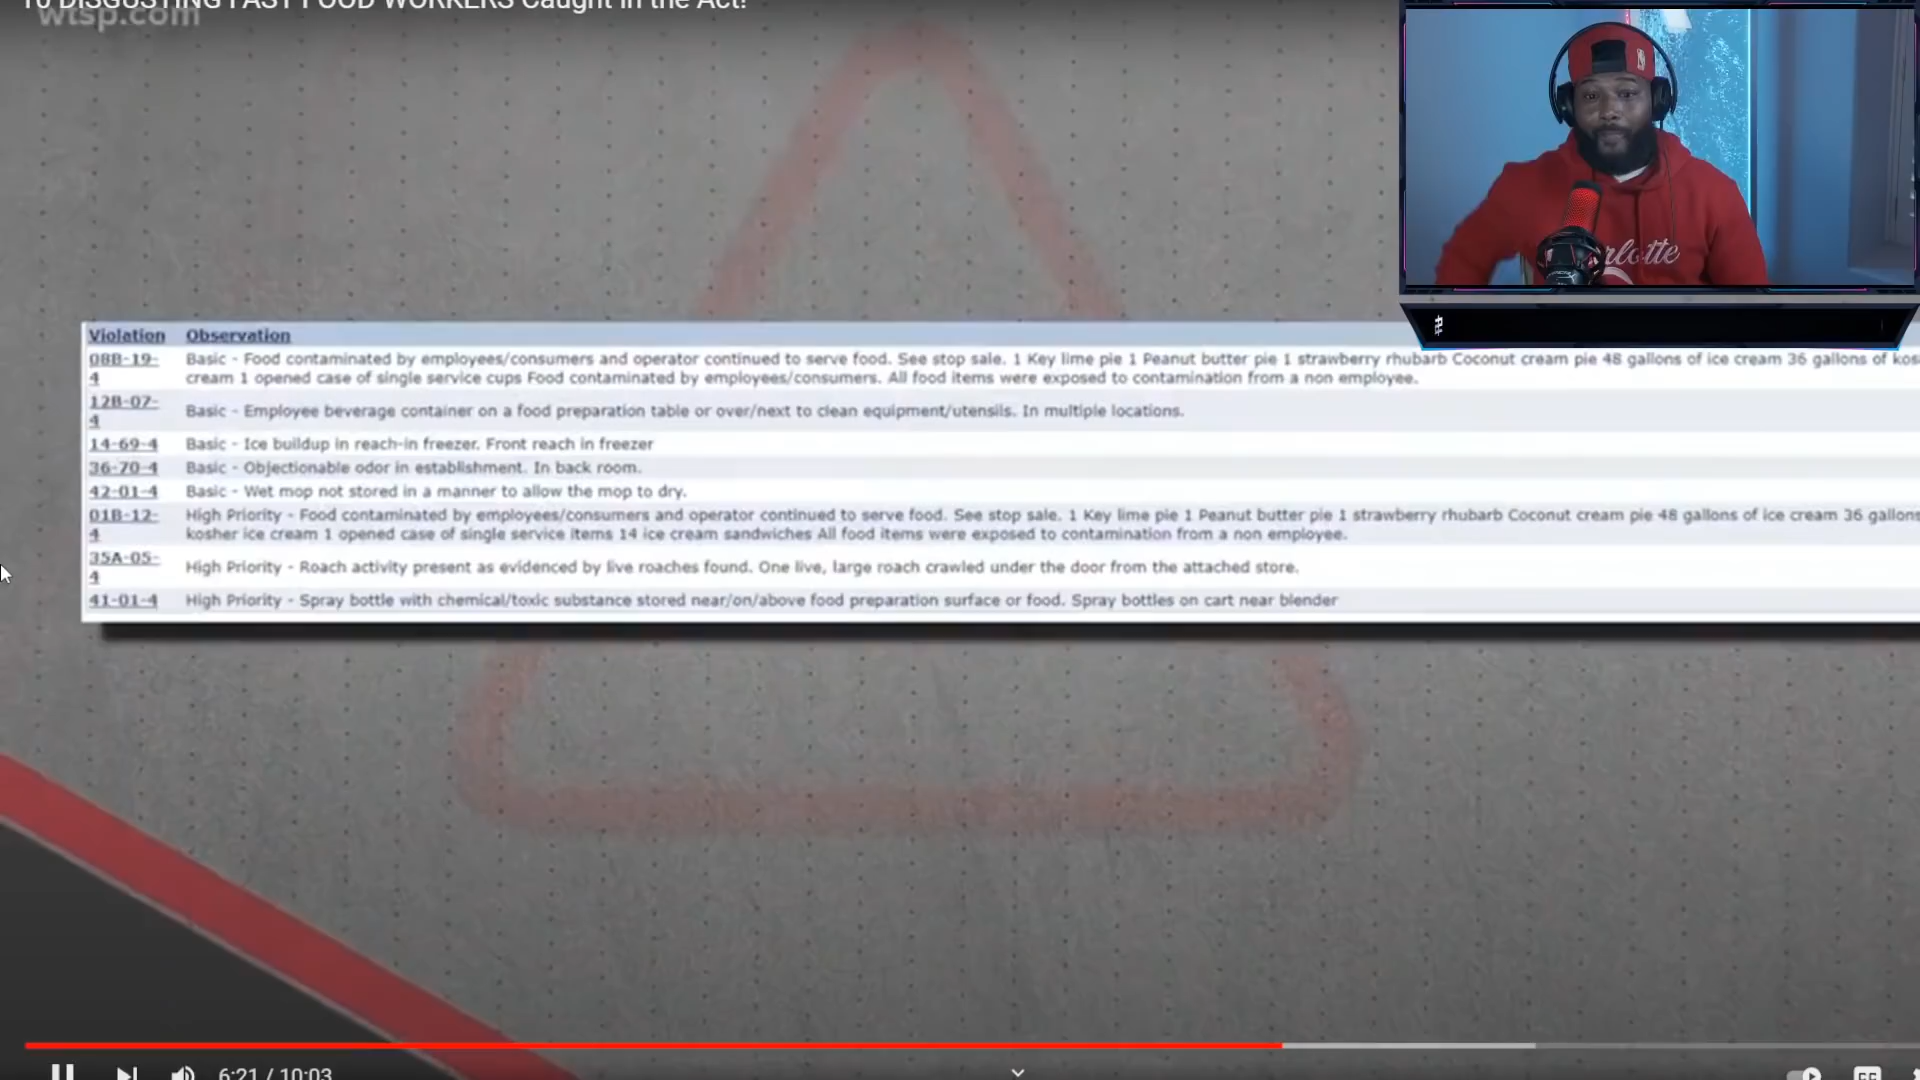 10 DISGUSTING FAST FOOD WORKERS Caught in the Act!
wtsp.com
Violation Observation
08B-19-4 Basic - Food contaminated by employees/consumers and operator continued to serve food. See stop sale. 1 Key lime pie 1 Peanut butter pie 1 strawberry rhubarb Coconut cream pie 48 gallons of ice cream 36 gallons of kos
cream 1 opened case of single service cups Food contaminated by employees/consumers. All food items were exposed to contamination from a non employee.
12B-07-4 Basic - Employee beverage container on a food preparation table or over/next to clean equipment/utensils. In multiple locations.
14-69-4 Basic - Ice buildup in reach-in freezer. Front reach in freezer
36-70-4 Basic - Objectionable odor in establishment. In back room.
42-01-4 Basic - Wet mop not stored in a manner to allow the mop to dry.
01B-12-4 High Priority - Food contaminated by employees/consumers and operator continued to serve food. See stop sale. 1 Key lime pie 1 Peanut butter pie 1 strawberry rhubarb Coconut cream pie 48 gallons of ice cream 36 gallons
kosher ice cream 1 opened case of single service items 14 ice cream sandwiches All food items were exposed to contamination from a non employee.
35A-05-4 High Priority - Roach activity present as evidenced by live roaches found. One live, large roach crawled under the door from the attached store.
41-01-4 High Priority - Spray bottle with chemical/toxic substance stored near/on/above food preparation surface or food. Spray bottles on cart near blender
6:21 / 10:03
CC